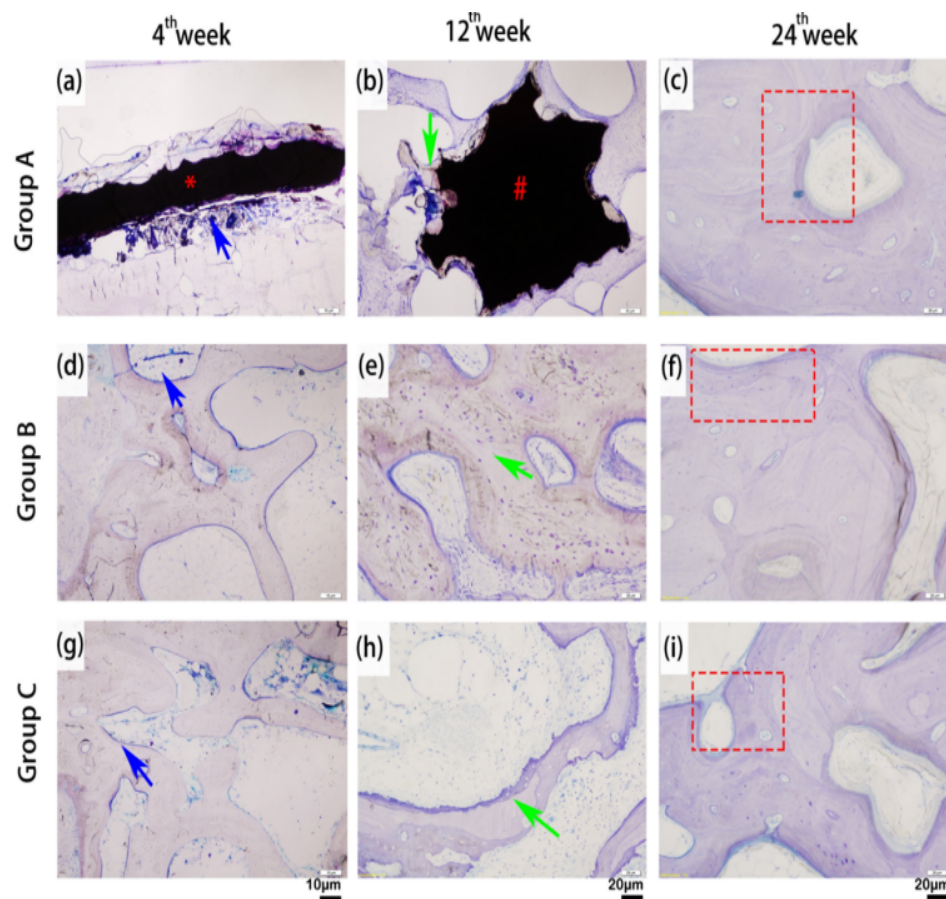 4th week
12th week
24th week
Group A
(a)
*
(b)
#
(c)
Group B
(d)
(e)
(f)
Group C
(g)
(h)
(i)
10μm
20μm
20μm